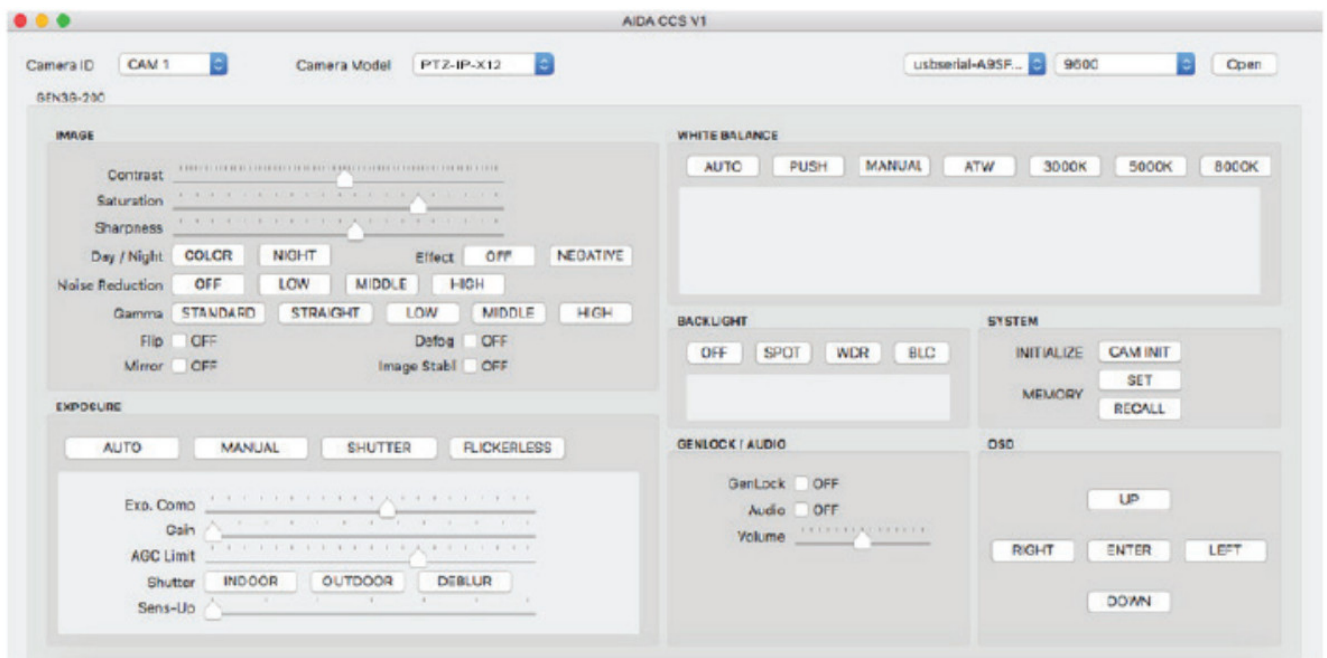 AIDA CCS V1
Camera ID CAM 1 Camera Model PTZ-IP-X12 usbserial-A95F... 9600 Open
GEN3G-200
IMAGE
Contrast
Saturation
Sharpness
Day / Night COLOR NIGHT Effect OFF NEGATIVE
Noise Reduction OFF LOW MIDDLE HIGH
Gamma STANDARD STRAIGHT LOW MIDDLE HIGH
Flip OFF Defog OFF
Mirror OFF Image Stabl OFF
EXPOSURE
AUTO MANUAL SHUTTER FLICKERLESS
Exp. Comp
Gain
AGC Limit
Shutter INDOOR OUTDOOR DEBLUR
Sens-Up
WHITE BALANCE
AUTO PUSH MANUAL ATW 3000K 5000K 8000K
BACKLIGHT
OFF SPOT WDR BLC
SYSTEM
INITIALIZE CAM INIT
MEMORY SET
RECALL
GENLOCK / AUDIO
GenLock OFF
Audio OFF
Volume
OSD
UP
RIGHT ENTER LEFT
DOWN